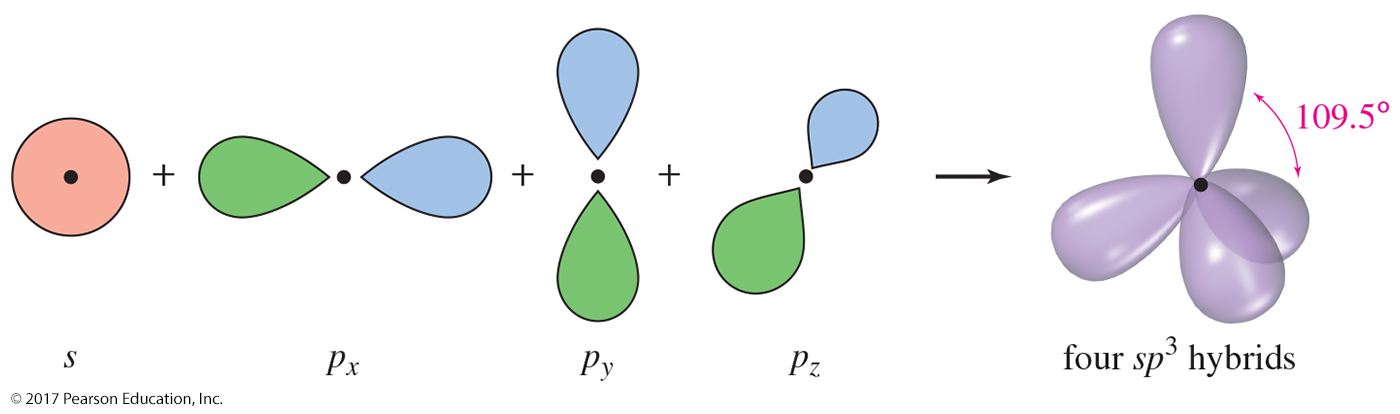 + + + 109.5°
s px py pz four sp³ hybrids
© 2017 Pearson Education, Inc.